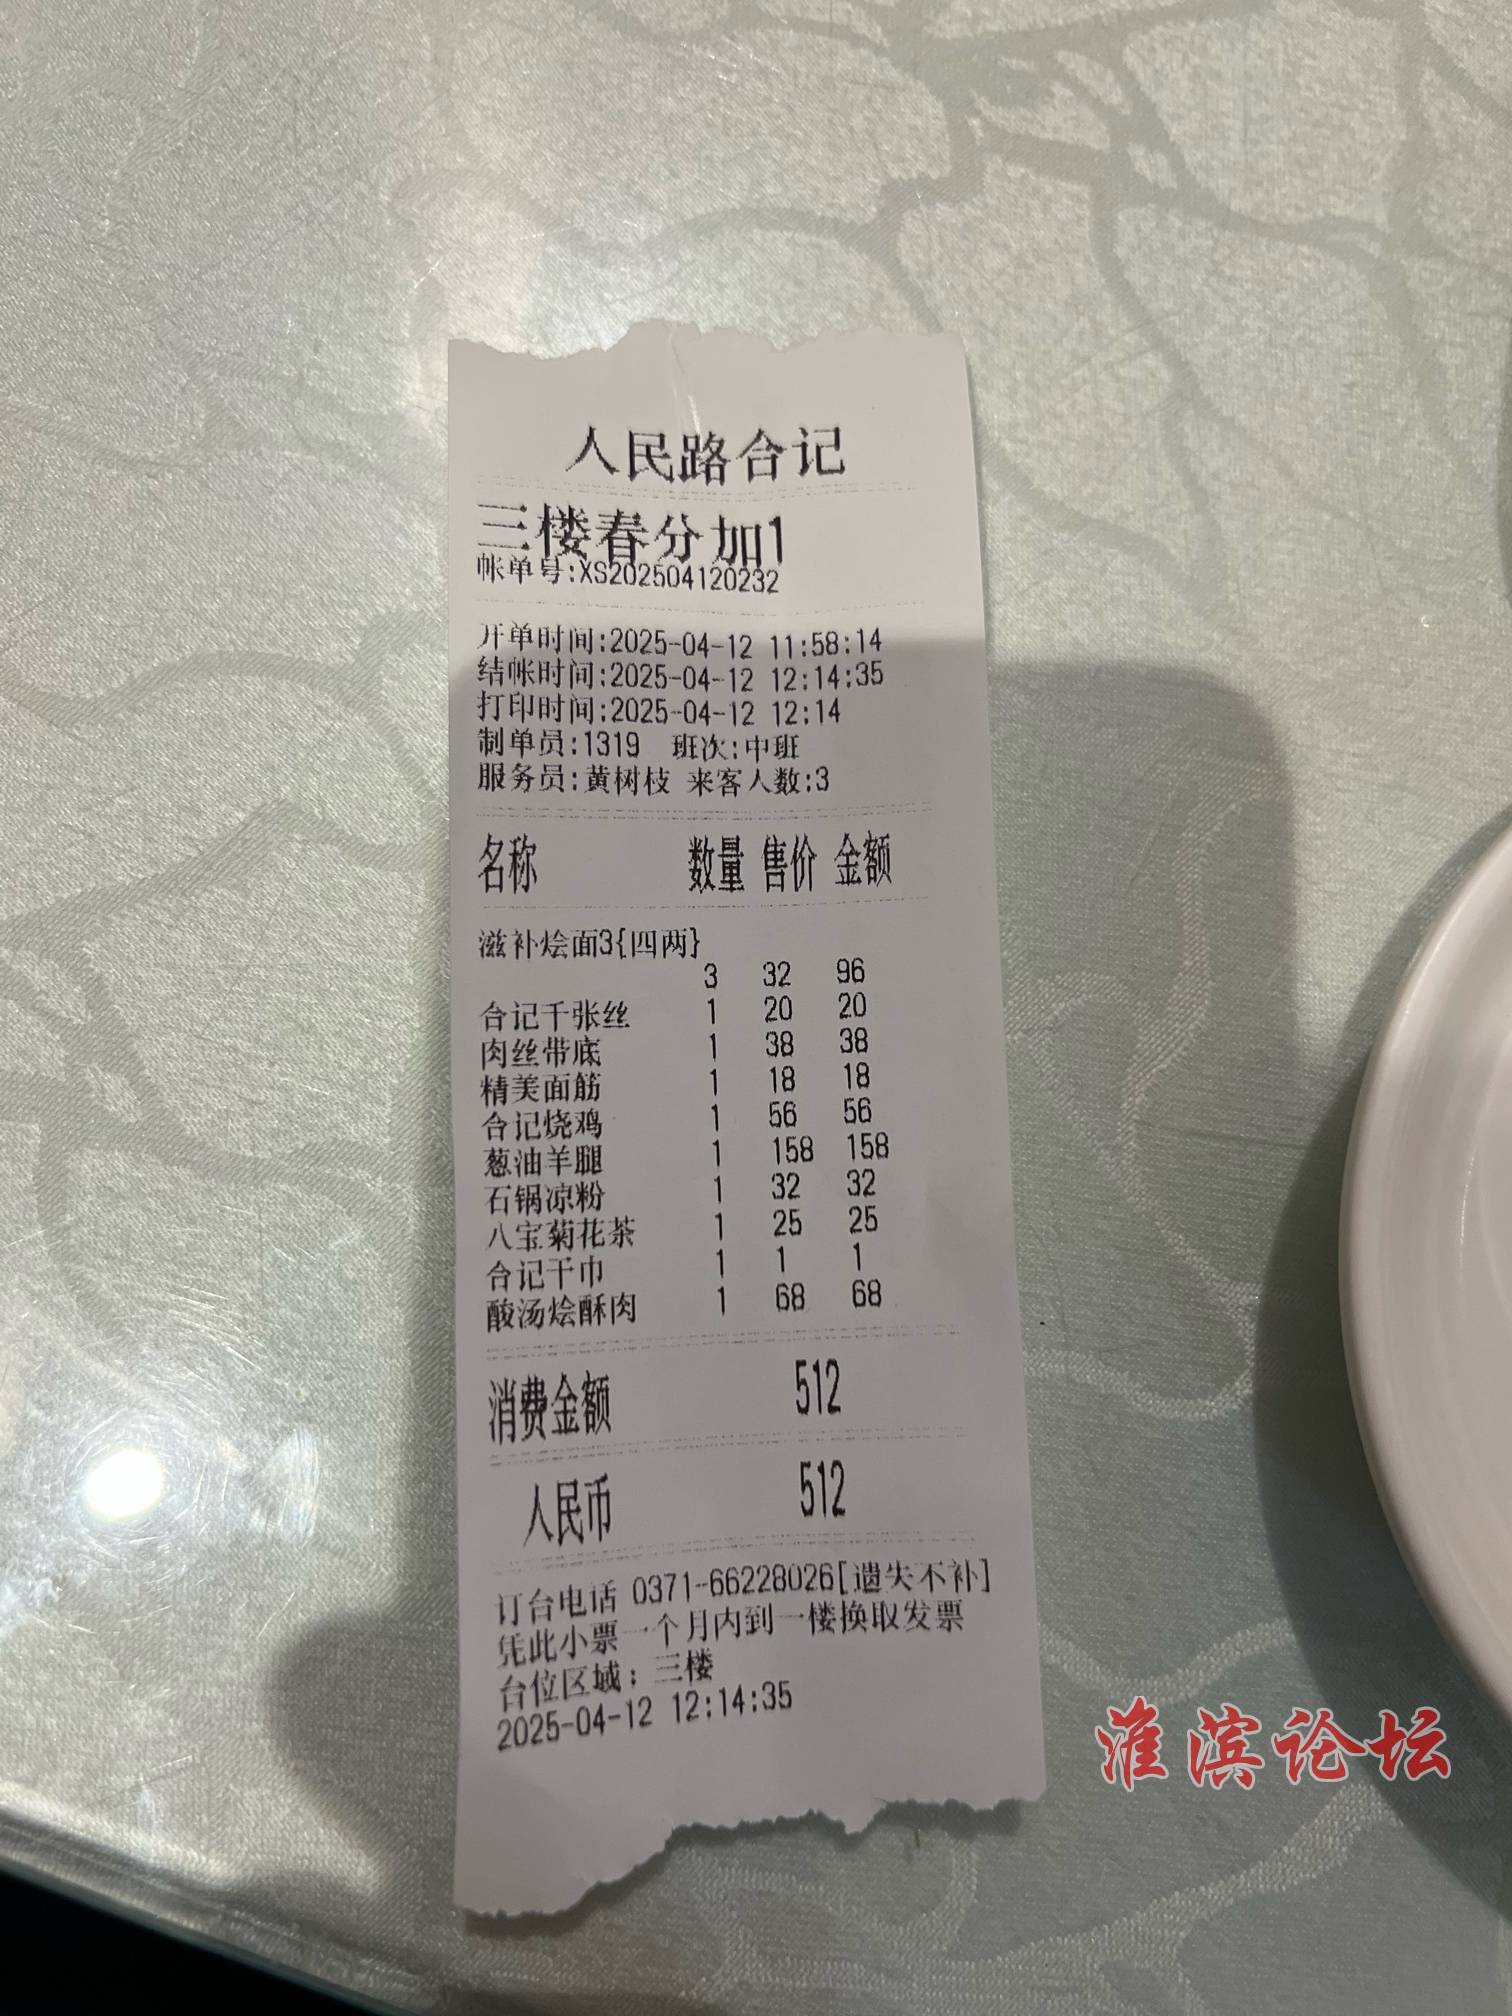 人民路合记
三楼春分加1
帐单号:XS202504120232
开单时间:2025-04-12 11:58:14
结帐时间:2025-04-12 12:14:35
打印时间:2025-04-12 12:14
制单员:1319 班次:中班
服务员:黄树枝 来客人数:3
名称 数量 售价 金额
滋补烩面3{四两}
3 32 96
合记千张丝 1 20 20
肉丝带底 1 38 38
精美面筋 1 18 18
合记烧鸡 1 56 56
葱油羊腿 1 158 158
石锅凉粉 1 32 32
八宝菊花茶 1 25 25
合记干巾 1 1 1
酸汤烩酥肉 1 68 68
消费金额 512
人民币 512
订台电话 0371-66228026[遗失不补]
凭此小票一个月内到一楼换取发票
台位区域：三楼
2025-04-12 12:14:35
淮滨论坛